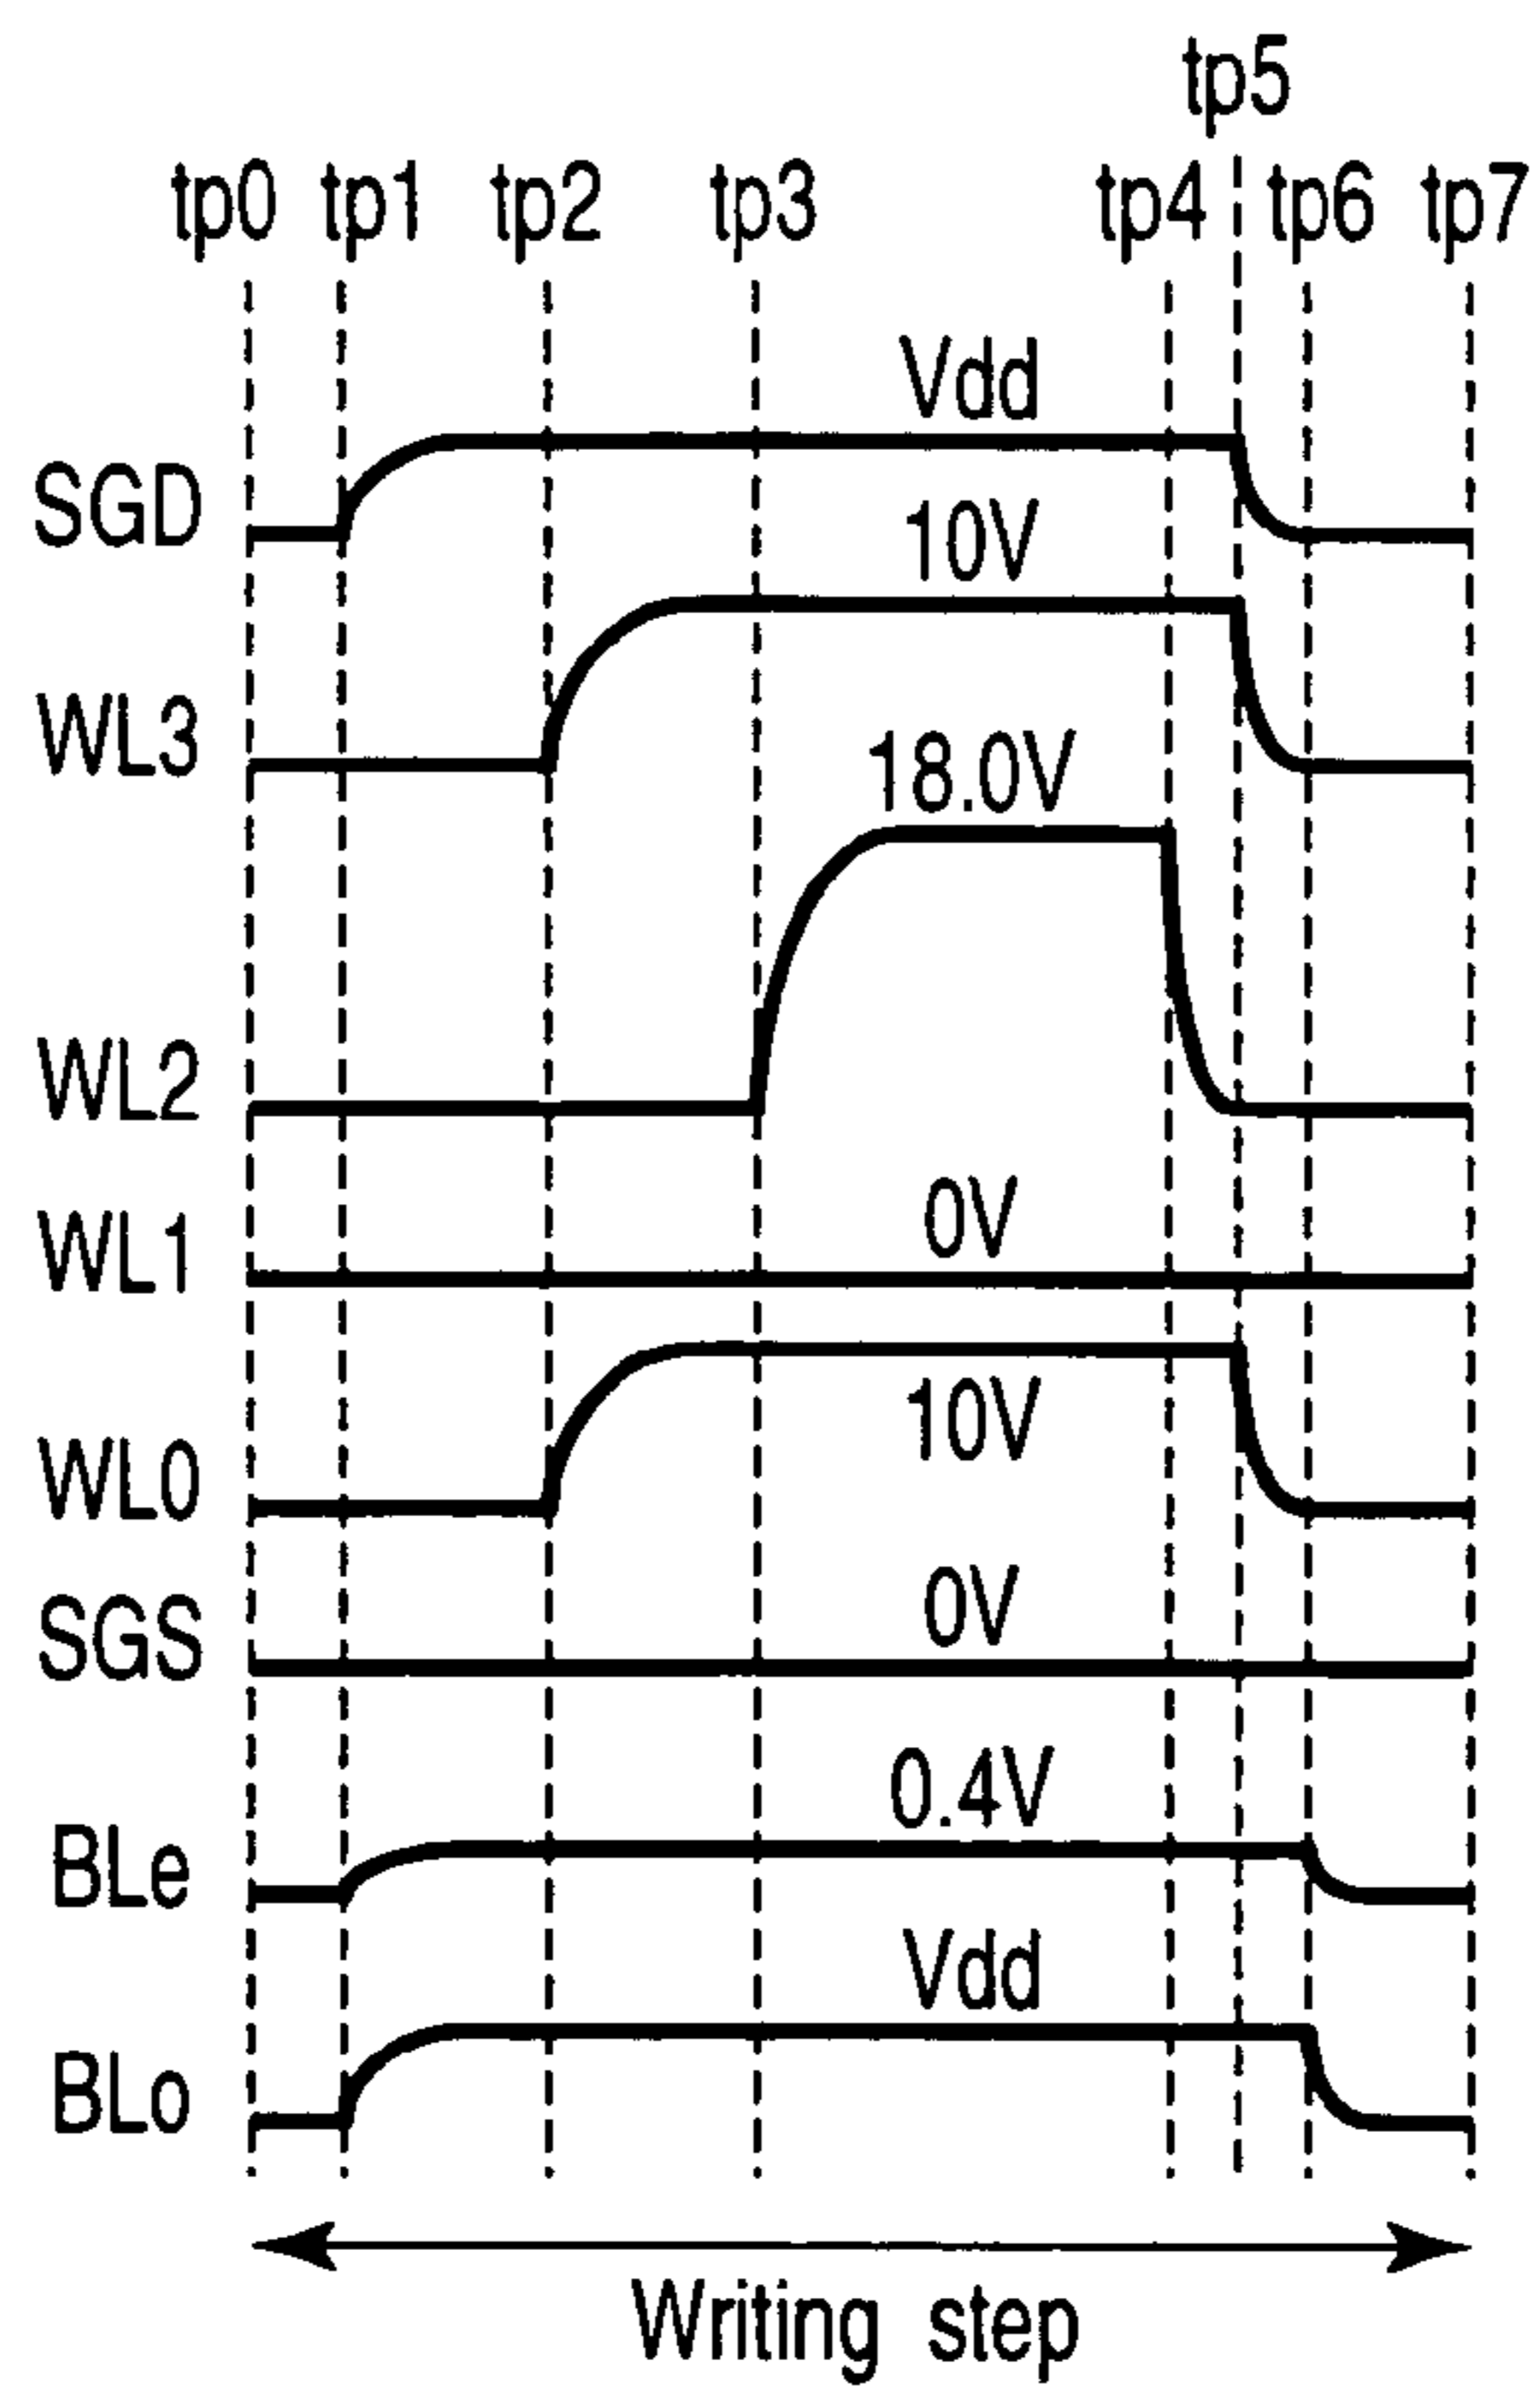 tp5
tp0 tp1 tp2 tp3 tp4 tp6 tp7
Vdd
SGD
10V
WL3
18.0V
WL2
0V
WL1
10V
WL0
0V
SGS
0.4V
BLe
Vdd
BLo
Writing step